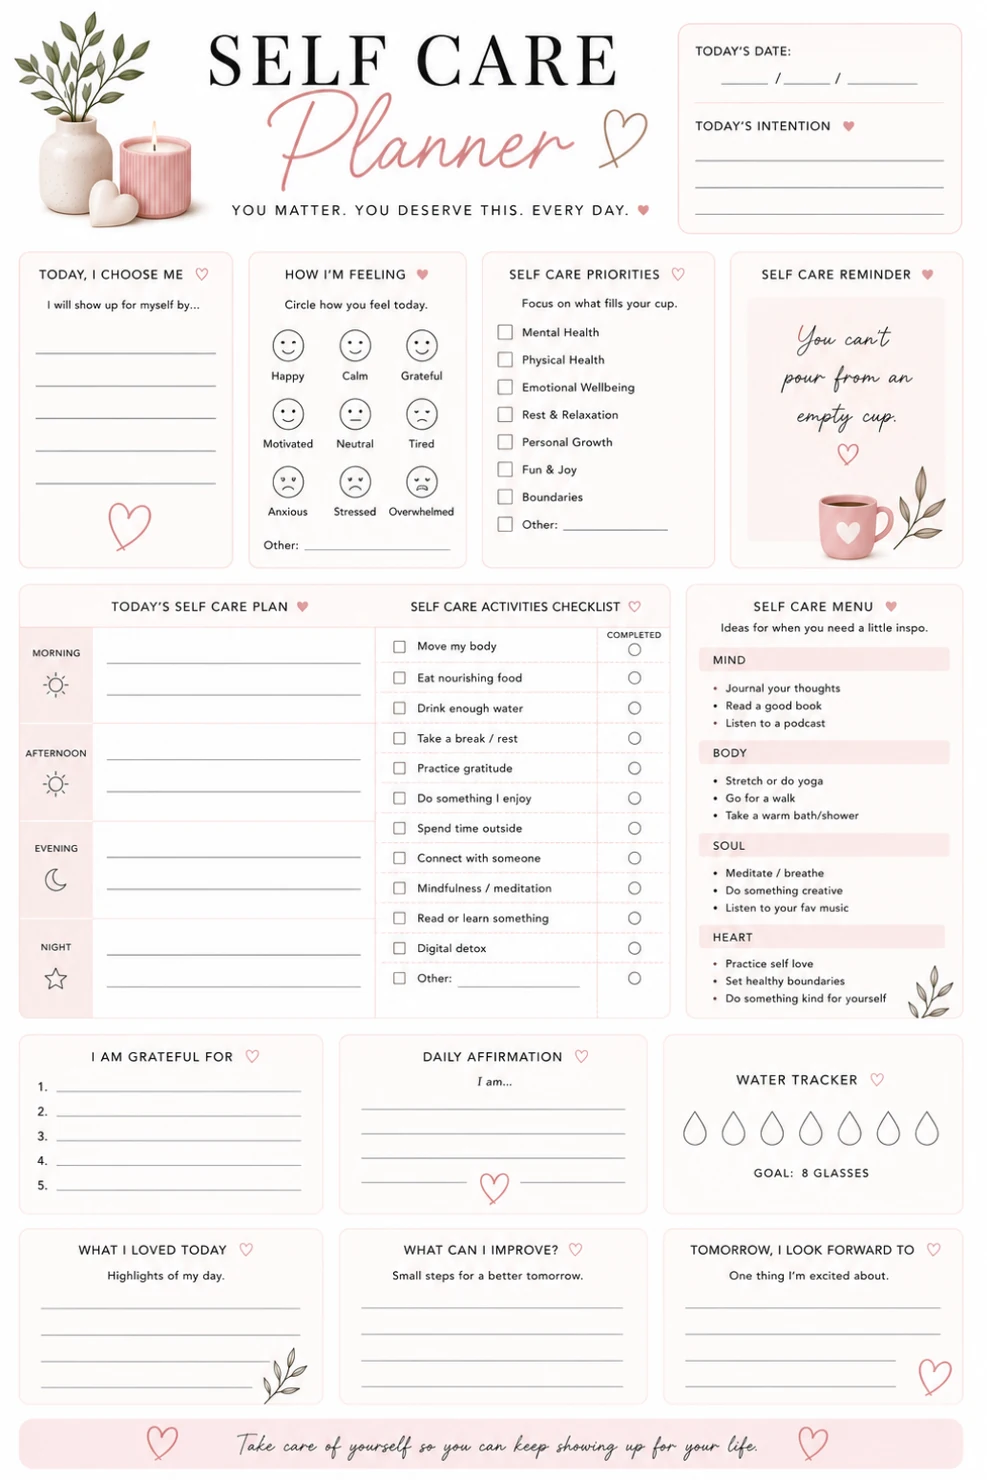 SELF CARE
Planner
YOU MATTER. YOU DESERVE THIS. EVERY DAY.
TODAY'S DATE:
/ /
TODAY'S INTENTION
TODAY, I CHOOSE ME
I will show up for myself by...
HOW I'M FEELING
Circle how you feel today.
Happy Calm Grateful
Motivated Neutral Tired
Anxious Stressed Overwhelmed
Other:
SELF CARE PRIORITIES
Focus on what fills your cup.
Mental Health
Physical Health
Emotional Wellbeing
Rest & Relaxation
Personal Growth
Fun & Joy
Boundaries
Other:
SELF CARE REMINDER
You can't
pour from an
empty cup.
TODAY'S SELF CARE PLAN
MORNING
AFTERNOON
EVENING
NIGHT
SELF CARE ACTIVITIES CHECKLIST
COMPLETED
Move my body
Eat nourishing food
Drink enough water
Take a break / rest
Practice gratitude
Do something I enjoy
Spend time outside
Connect with someone
Mindfulness / meditation
Read or learn something
Digital detox
Other:
SELF CARE MENU
Ideas for when you need a little inspo.
MIND
• Journal your thoughts
• Read a good book
• Listen to a podcast
BODY
• Stretch or do yoga
• Go for a walk
• Take a warm bath/shower
SOUL
• Meditate / breathe
• Do something creative
• Listen to your fav music
HEART
• Practice self love
• Set healthy boundaries
• Do something kind for yourself
I AM GRATEFUL FOR
1.
2.
3.
4.
5.
DAILY AFFIRMATION
I am...
WATER TRACKER
GOAL: 8 GLASSES
WHAT I LOVED TODAY
Highlights of my day.
WHAT CAN I IMPROVE?
Small steps for a better tomorrow.
TOMORROW, I LOOK FORWARD TO
One thing I'm excited about.
Take care of yourself so you can keep showing up for your life.